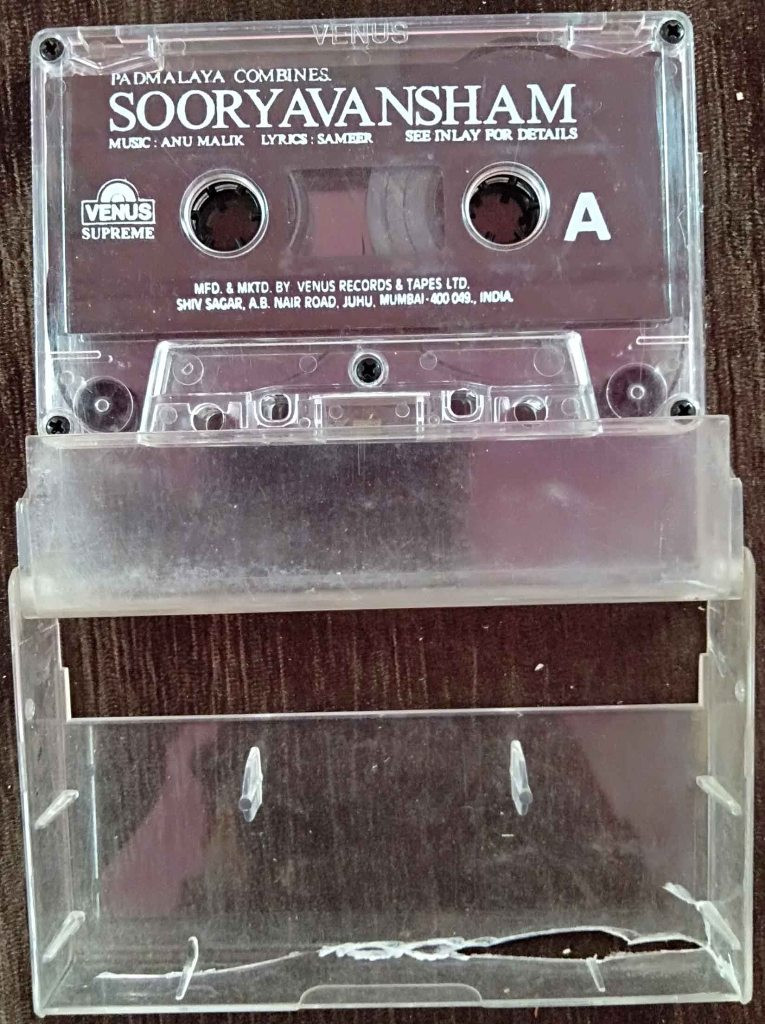 VENUS
PADMALAYA COMBINES.
SOORYAVANSHAM
MUSIC : ANU MALIK LYRICS : SAMEER SEE INLAY FOR DETAILS
VENUS
SUPREME
A
MFD. & MKTD. BY VENUS RECORDS & TAPES LTD.
SHIV SAGAR, A.B. NAIR ROAD, JUHU, MUMBAI-400 049., INDIA.